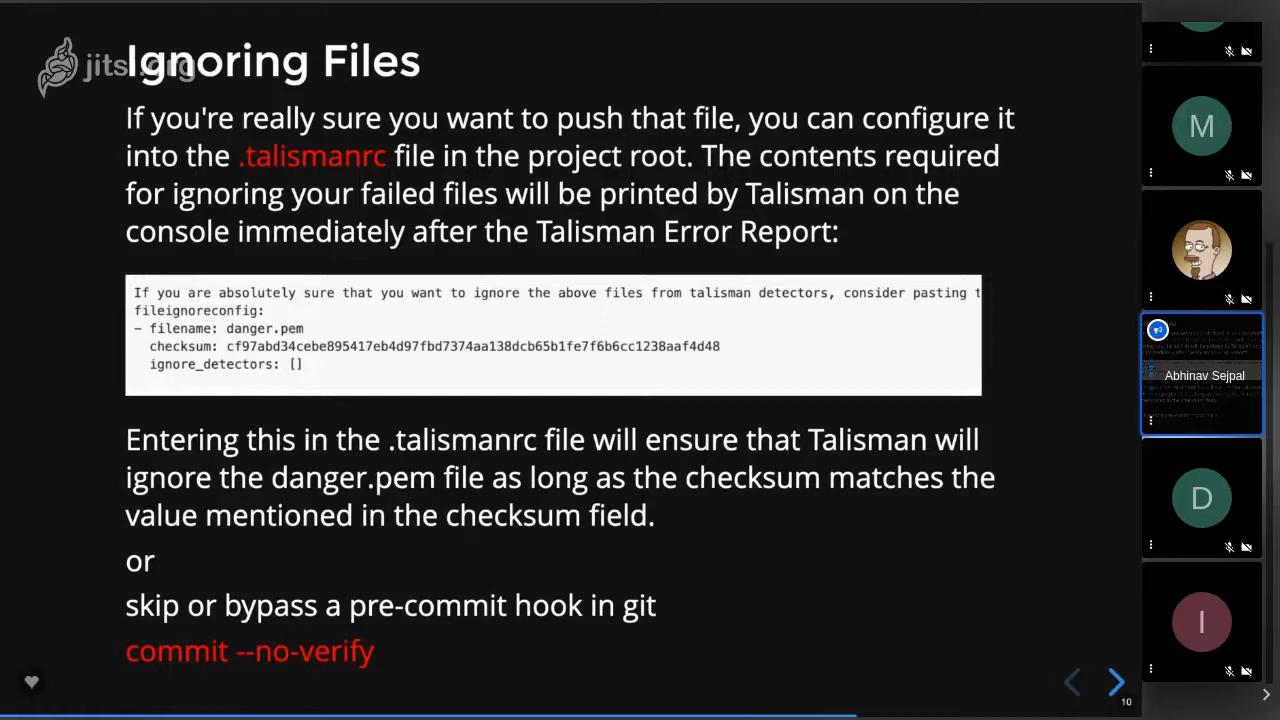 Ignoring Files
If you're really sure you want to push that file, you can configure it
into the .talismanrc file in the project root. The contents required
for ignoring your failed files will be printed by Talisman on the
console immediately after the Talisman Error Report:
If you are absolutely sure that you want to ignore the above files from talisman detectors, consider pasting t
fileignoreconfig:
- filename: danger.pem
checksum: cf97abd34cebe895417eb4d97fbd7374aa138dcb65b1fe7f6b6cc1238aaf4d48
ignore_detectors: []
Entering this in the .talismanrc file will ensure that Talisman will
ignore the danger.pem file as long as the checksum matches the
value mentioned in the checksum field.
or
skip or bypass a pre-commit hook in git
commit --no-verify
10
M
Abhinav Sejpal
D
I